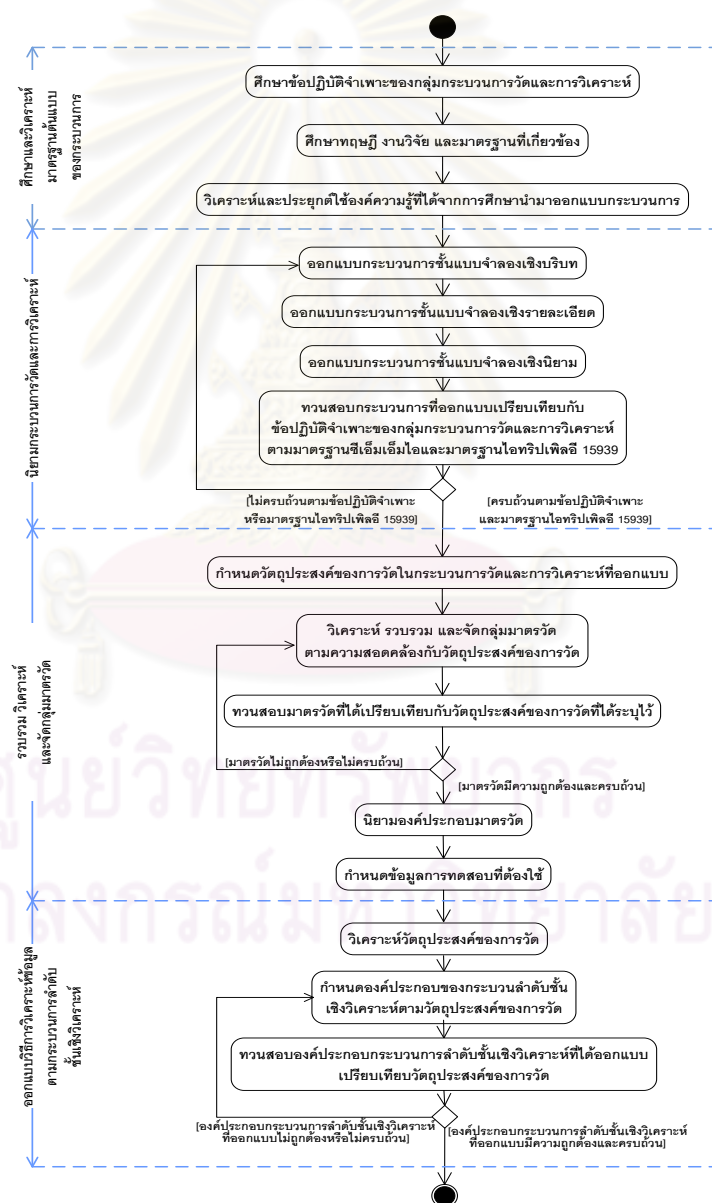 ศึกษาและวิเคราะห์
มาตรฐานต้นแบบ
ของกระบวนการ
ศึกษาข้อปฏิบัติจำเพาะของกลุ่มกระบวนการวัดและการวิเคราะห์
ศึกษาทฤษฎี งานวิจัย และมาตรฐานที่เกี่ยวข้อง
วิเคราะห์และประยุกต์ใช้องค์ความรู้ที่ได้จากการศึกษานำมาออกแบบกระบวนการ
นิยามกระบวนการวัดและการวิเคราะห์
ออกแบบกระบวนการชั้นแบบจำลองเชิงบริบท
ออกแบบกระบวนการชั้นแบบจำลองเชิงรายละเอียด
ออกแบบกระบวนการชั้นแบบจำลองเชิงนิยาม
ทวนสอบกระบวนการที่ออกแบบเปรียบเทียบกับ
ข้อปฏิบัติจำเพาะของกลุ่มกระบวนการวัดและการวิเคราะห์
ตามมาตรฐานซีเอ็มเอ็มไอและมาตรฐานไอทริปเพิลอี 15939
[ไม่ครบถ้วนตามข้อปฏิบัติจำเพาะ
หรือมาตรฐานไอทริปเพิลอี 15939]
[ครบถ้วนตามข้อปฏิบัติจำเพาะ
และมาตรฐานไอทริปเพิลอี 15939]
รวบรวม วิเคราะห์
และจัดกลุ่มมาตรวัด
กำหนดวัตถุประสงค์ของการวัดในกระบวนการวัดและการวิเคราะห์ที่ออกแบบ
วิเคราะห์ รวบรวม และจัดกลุ่มมาตรวัด
ตามความสอดคล้องกับวัตถุประสงค์ของการวัด
ทวนสอบมาตรวัดที่ได้เปรียบเทียบกับวัตถุประสงค์ของการวัดที่ได้ระบุไว้
[มาตรวัดไม่ถูกต้องหรือไม่ครบถ้วน]
[มาตรวัดมีความถูกต้องและครบถ้วน]
นิยามองค์ประกอบมาตรวัด
กำหนดข้อมูลการทดสอบที่ต้องใช้
ออกแบบวิธีการวิเคราะห์ข้อมูล
ตามกระบวนการลำดับ
ชั้นเชิงวิเคราะห์
วิเคราะห์วัตถุประสงค์ของการวัด
กำหนดองค์ประกอบของกระบวนลำดับชั้น
เชิงวิเคราะห์ตามวัตถุประสงค์ของการวัด
ทวนสอบองค์ประกอบกระบวนการลำดับชั้นเชิงวิเคราะห์ที่ได้ออกแบบ
เปรียบเทียบวัตถุประสงค์ของการวัด
[องค์ประกอบกระบวนการลำดับชั้นเชิงวิเคราะห์
ที่ออกแบบไม่ถูกต้องหรือไม่ครบถ้วน]
[องค์ประกอบกระบวนการลำดับชั้นเชิงวิเคราะห์
ที่ออกแบบมีความถูกต้องและครบถ้วน]
ศูนย์วิทยทรัพยากร
ลงกรณ์มหาวิทยาลัย